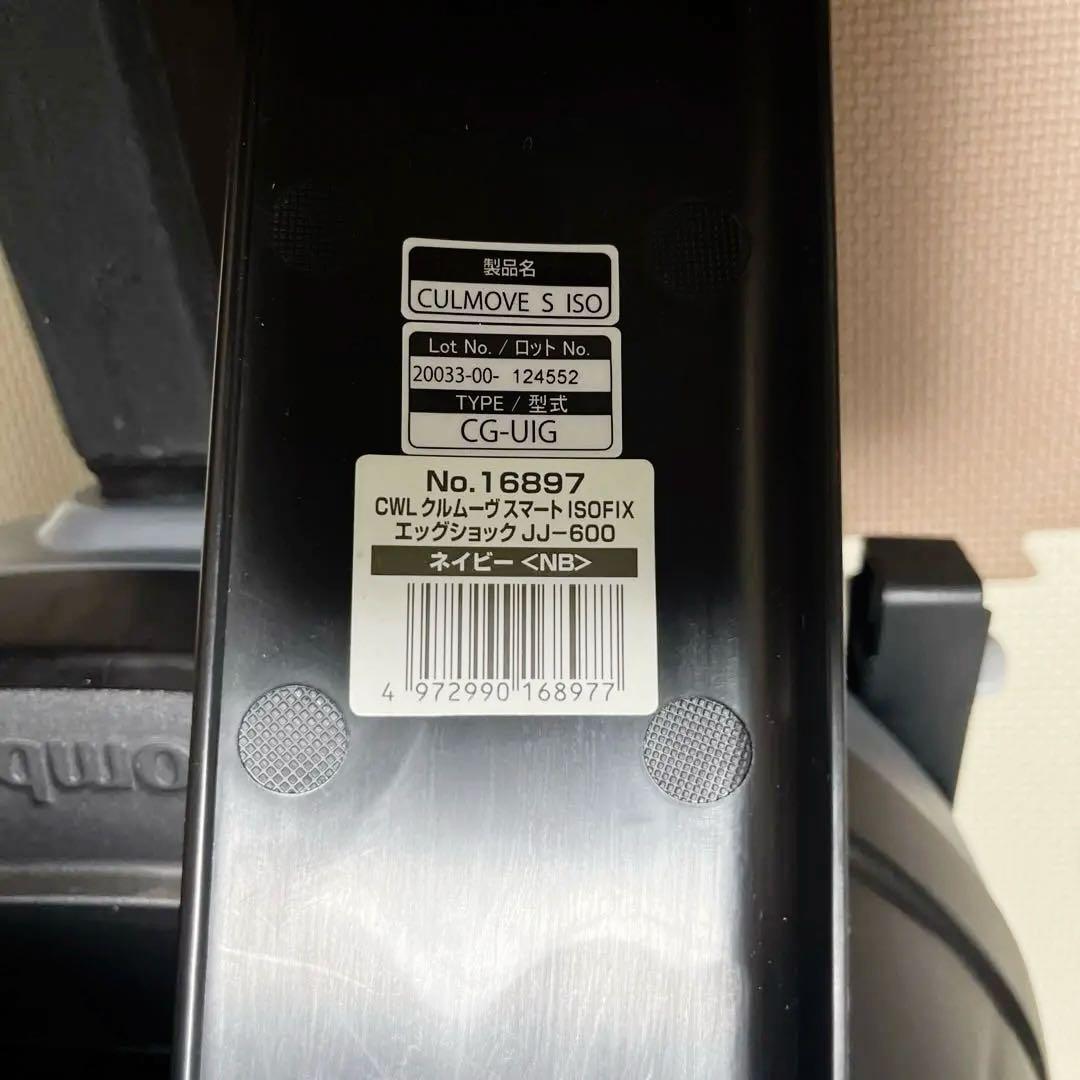 製品名
CULMOVE S ISO
Lot No. / ロット No.
20033-00- 124552
TYPE / 型式
CG-UIG
No.16897
CWL クルムーヴ スマート ISOFIX
エッグショック JJ-600
ネイビー <NB>
4 972990 168977
omb